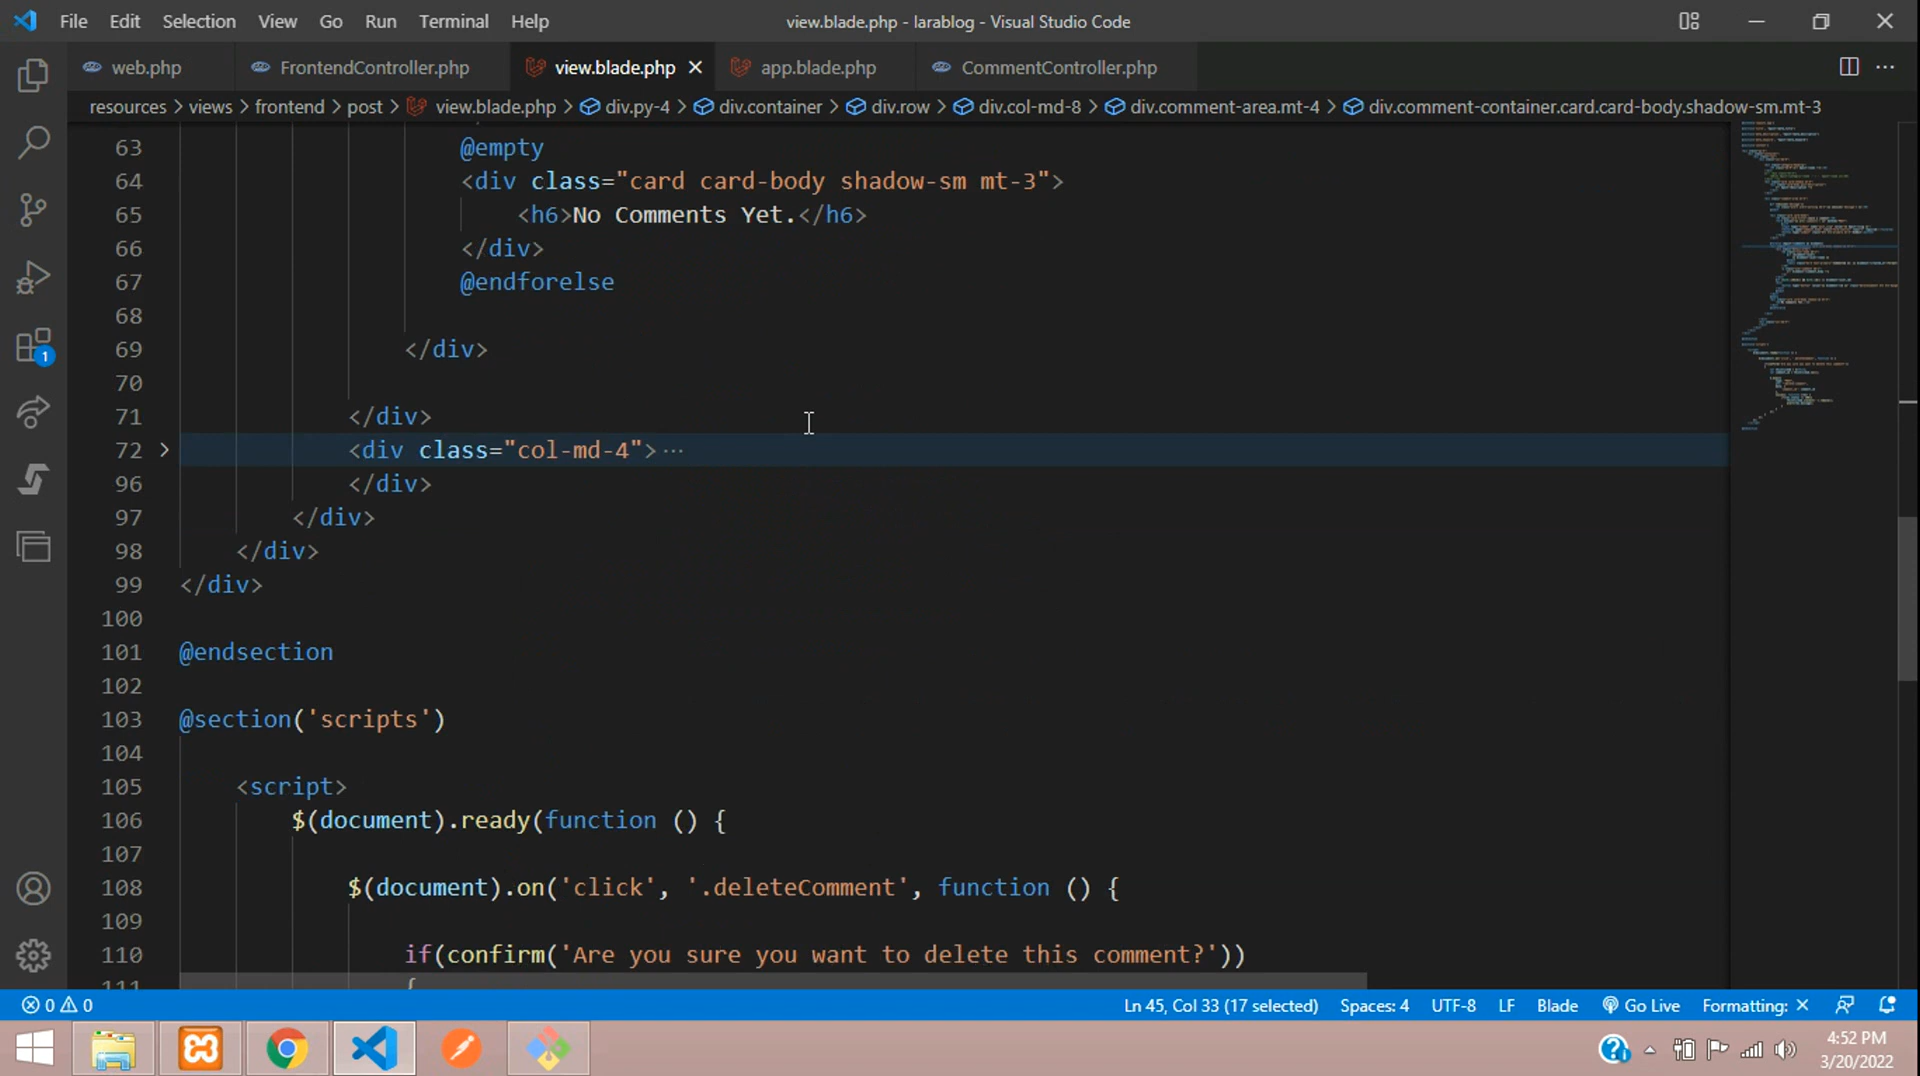 File Edit Selection View Go Run Terminal Help view.blade.php - larablog - Visual Studio Code
web.php FrontendController.php view.blade.php app.blade.php CommentController.php
resources > views > frontend > post > view.blade.php > div.py-4 > div.container > div.row > div.col-md-8 > div.comment-area.mt-4 > div.comment-container.card.card-body.shadow-sm.mt-3
63 @empty
64 <div class="card card-body shadow-sm mt-3">
65 <h6>No Comments Yet.</h6>
66 </div>
67 @endforelse
68
69 </div>
70
71 </div>
72 <div class="col-md-4"> ···
96 </div>
97 </div>
98 </div>
99 </div>
100
101 @endsection
102
103 @section('scripts')
104
105 <script>
106 $(document).ready(function () {
107
108 $(document).on('click', '.deleteComment', function () {
109
110 if(confirm('Are you sure you want to delete this comment?'))
111 {
1
0 0 Ln 45, Col 33 (17 selected) Spaces: 4 UTF-8 LF Blade Go Live Formatting: ×
4:52 PM
3/20/2022